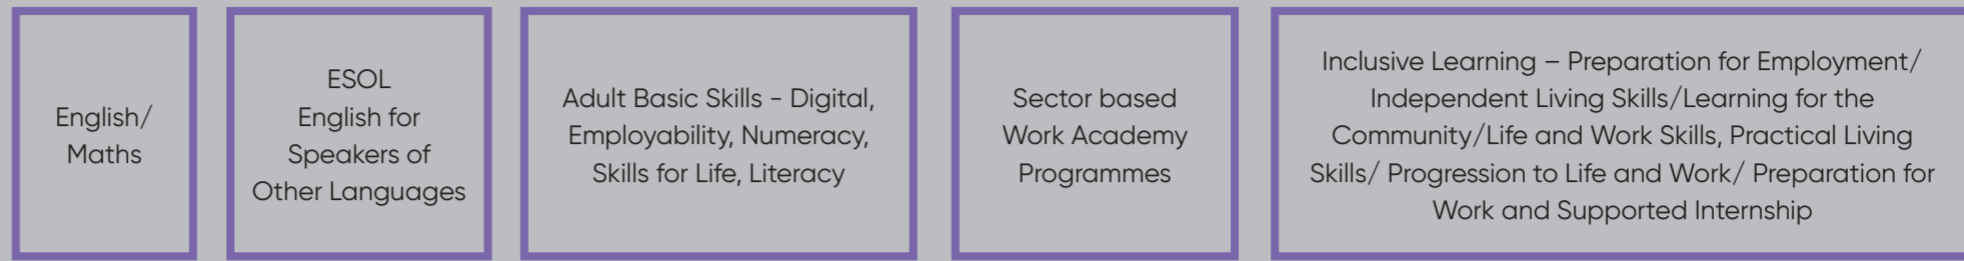 English/
Maths
ESOL
English for
Speakers of
Other Languages
Adult Basic Skills - Digital,
Employability, Numeracy,
Skills for Life, Literacy
Sector based
Work Academy
Programmes
Inclusive Learning – Preparation for Employment/
Independent Living Skills/Learning for the
Community/Life and Work Skills, Practical Living
Skills/ Progression to Life and Work/ Preparation for
Work and Supported Internship